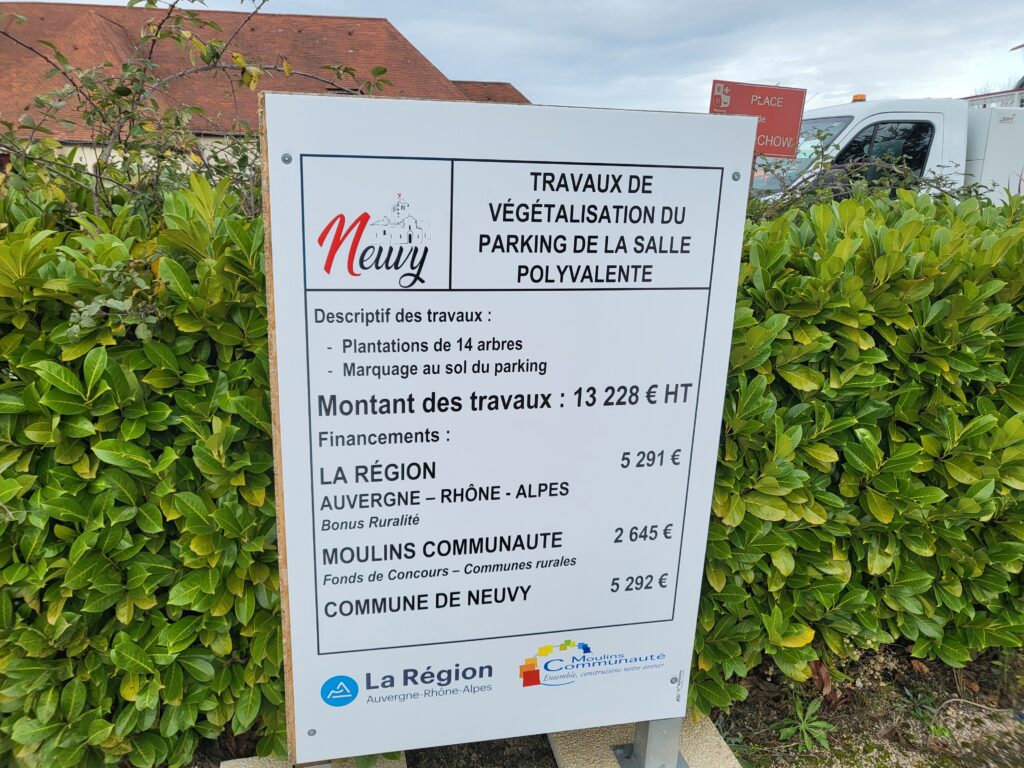 PLACE
de
CHOW
Neuvy
TRAVAUX DE
VÉGÉTALISATION DU
PARKING DE LA SALLE
POLYVALENTE
Descriptif des travaux :
- Plantations de 14 arbres
- Marquage au sol du parking
Montant des travaux : 13 228 € HT
Financements :
LA RÉGION 5 291 €
AUVERGNE – RHÔNE - ALPES
Bonus Ruralité
MOULINS COMMUNAUTE 2 645 €
Fonds de Concours – Communes rurales
COMMUNE DE NEUVY 5 292 €
La Région
Auvergne-Rhône-Alpes
Moulins
Communauté
Ensemble, construisons notre avenir